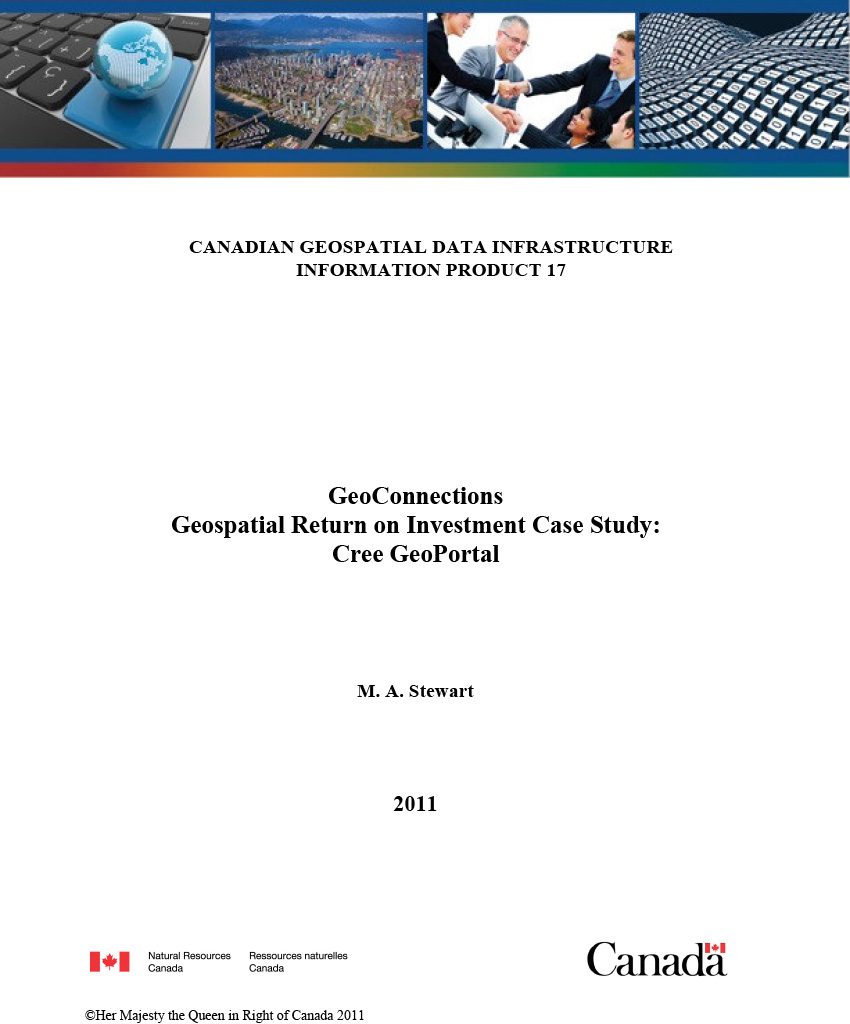 CANADIAN GEOSPATIAL DATA INFRASTRUCTURE
INFORMATION PRODUCT 17
GeoConnections
Geospatial Return on Investment Case Study:
Cree GeoPortal
M. A. Stewart
2011
Natural Resources
Canada
Ressources naturelles
Canada
Canada
©Her Majesty the Queen in Right of Canada 2011